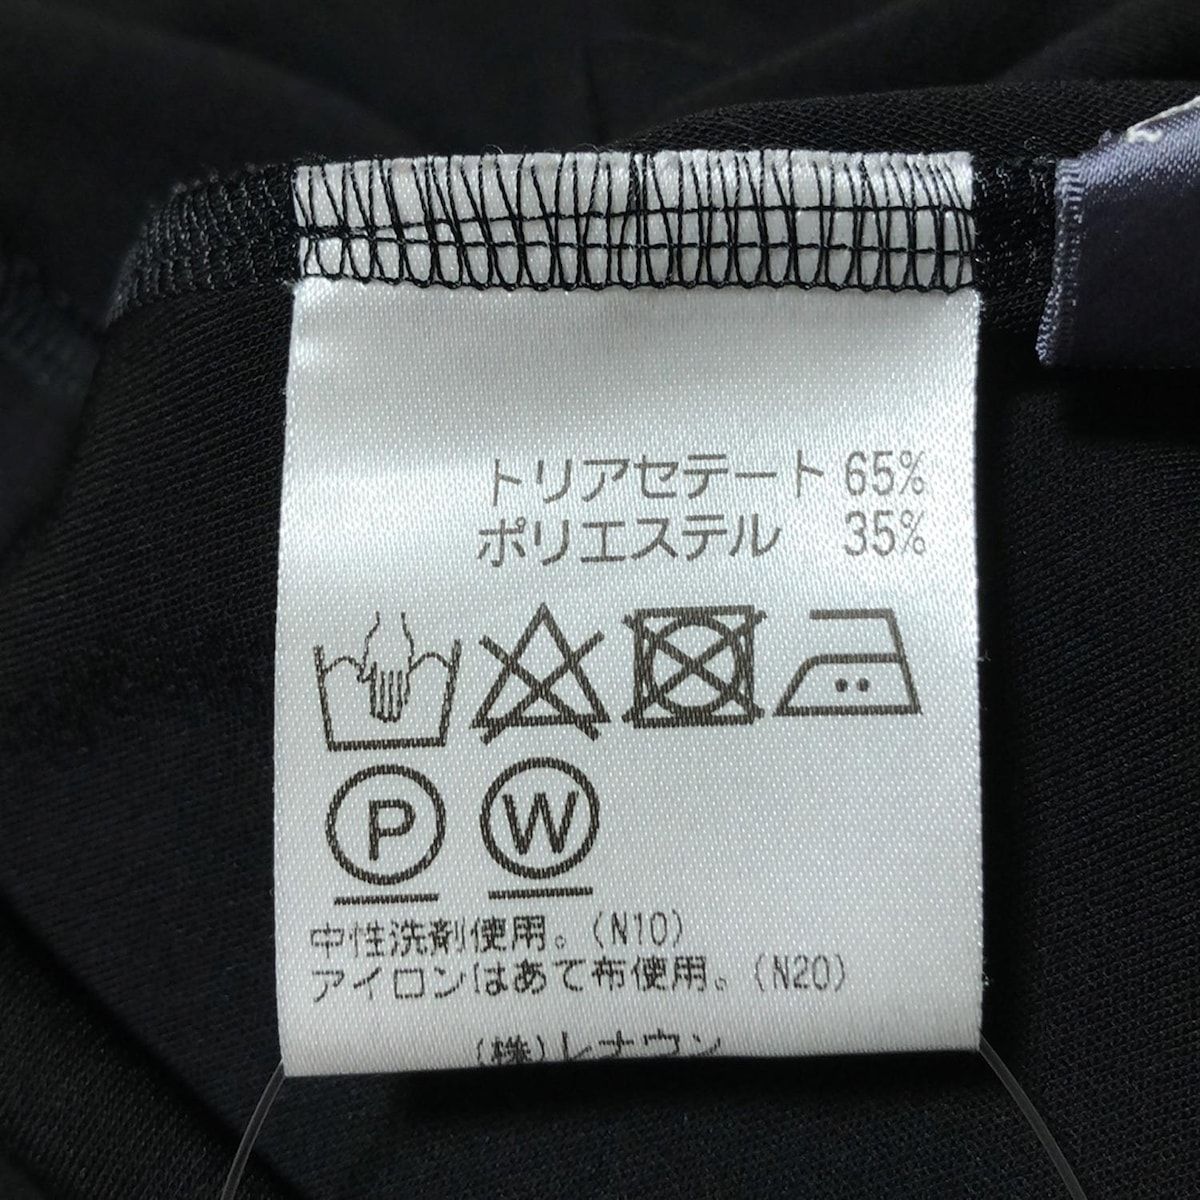 トリアセテート 65%
ポリエステル 35%
P W
中性洗剤使用。(N10)
アイロンはあて布使用。(N20)
(株)レナウン